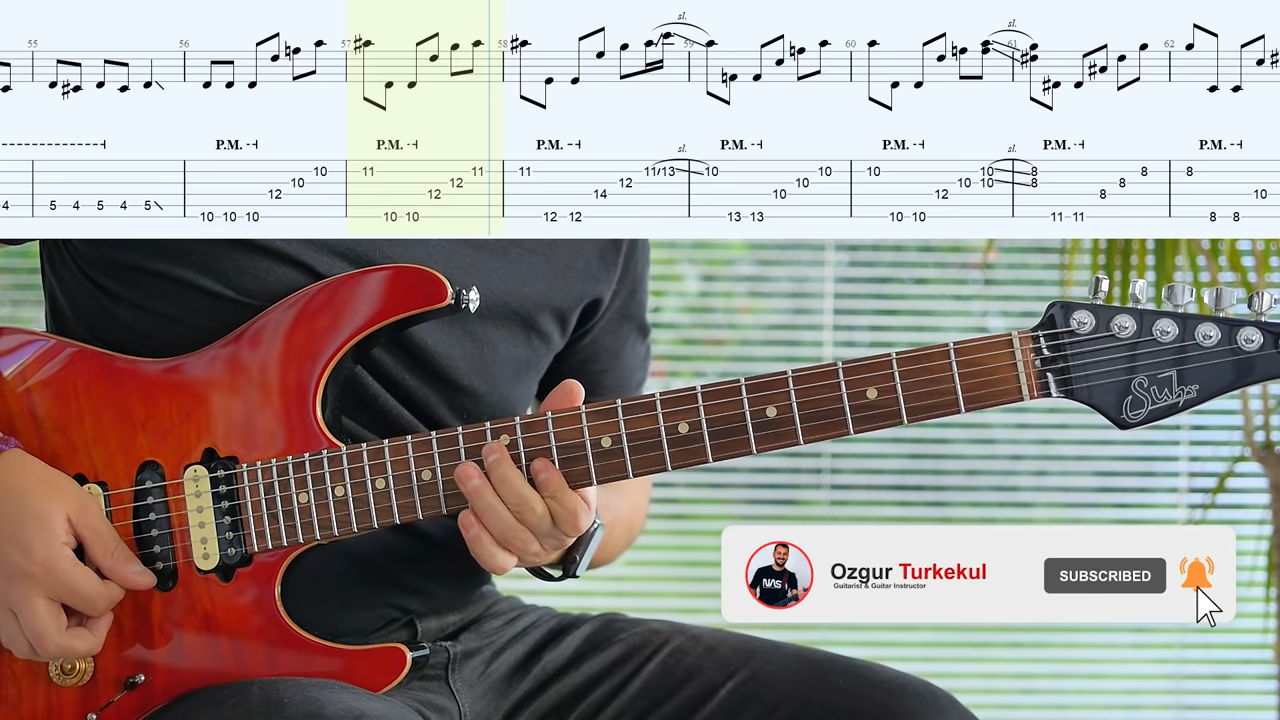 55 56 57 58 59 60 61 62
sl. sl.
P.M. P.M. P.M. P.M. P.M. P.M. P.M.
sl. sl.
10 11 11 11 11/13 10 10 10 10 8 8 8
10 12 12 10 10 10 8 8
12 12 14 10 12 8 10
4 5 4 5 4 5
10 10 10 10 10 12 12 13 13 10 10 11 11 8 8
Suhr
NAS
Ozgur Turkekul
Guitarist & Guitar Instructor
SUBSCRIBED